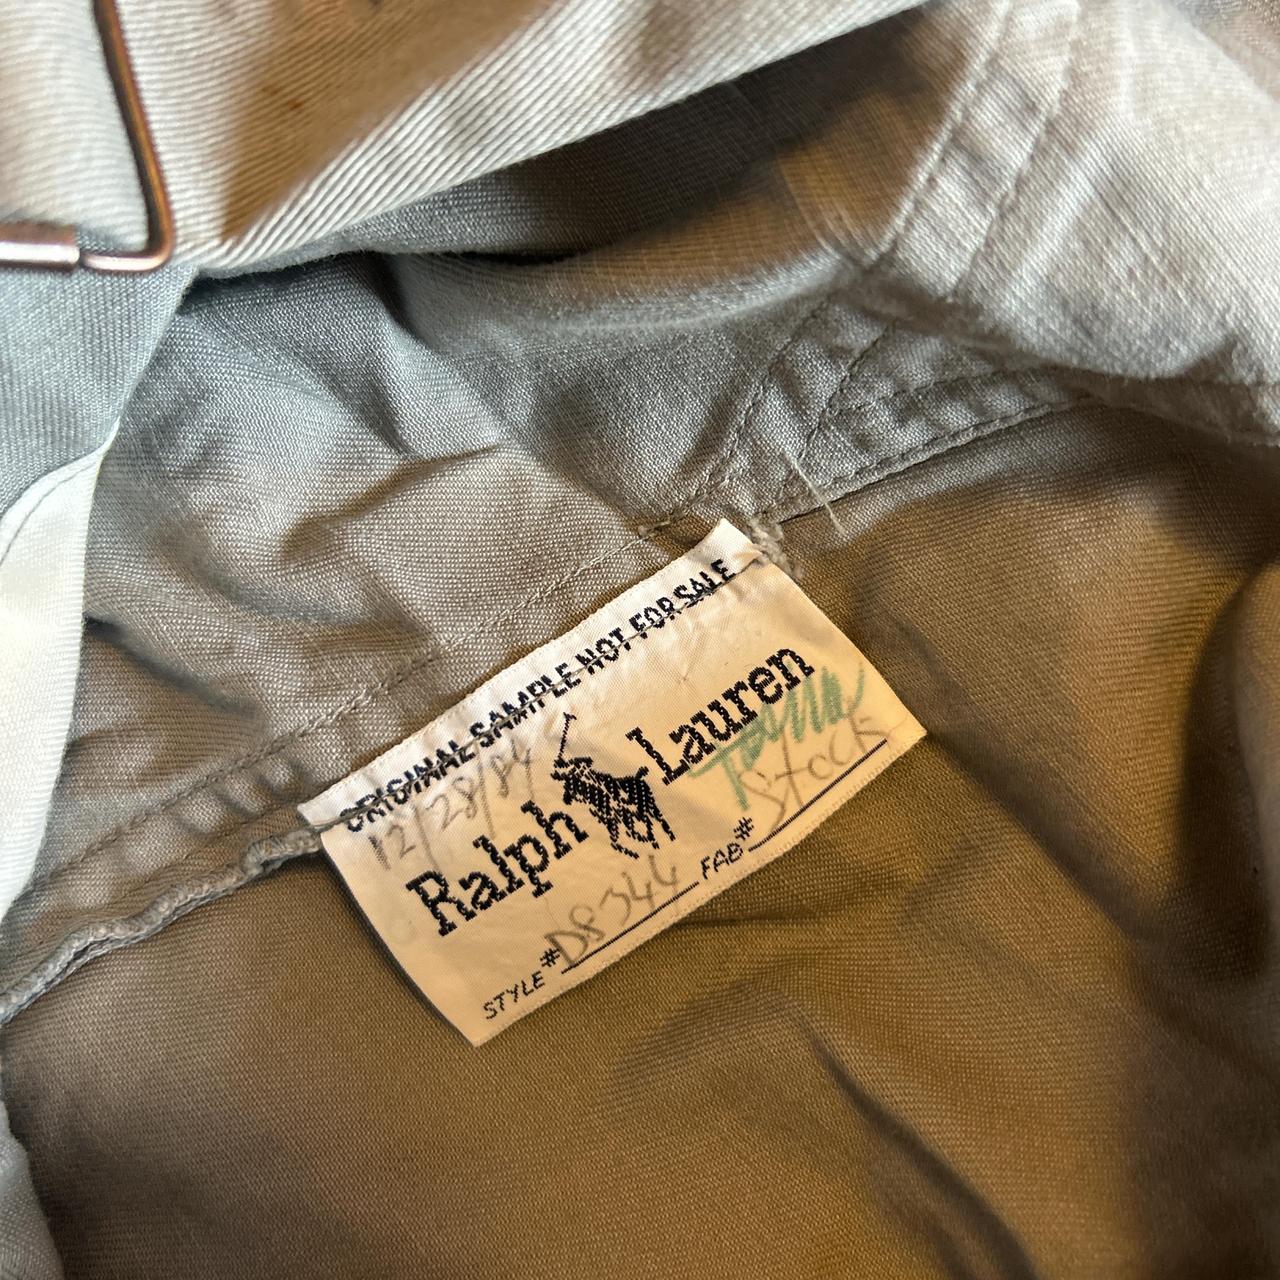 ORIGINAL SAMPLE NOT FOR SALE
12/28/84
Ralph Lauren
STYLE# D8344 FAB# Stock